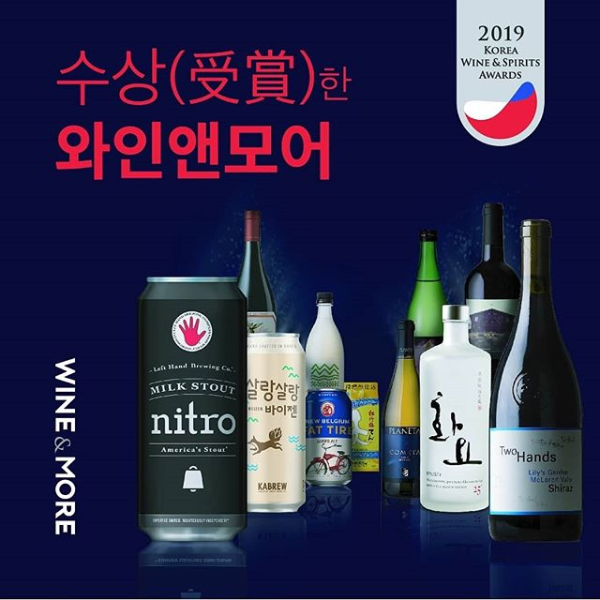 수상(受賞)한
와인앤모어
2019
KOREA
WINE & SPIRITS
AWARDS
WINE & MORE
Left Hand Brewing Co.
MILK STOUT
nitro
America's Stout
살랑살랑
바이젠
KABREW
NEW BELGIUM
FAT TIRE
PLANETA
화요
25
Two
Hands
Lily's Garden
McLaren Vale
Shiraz